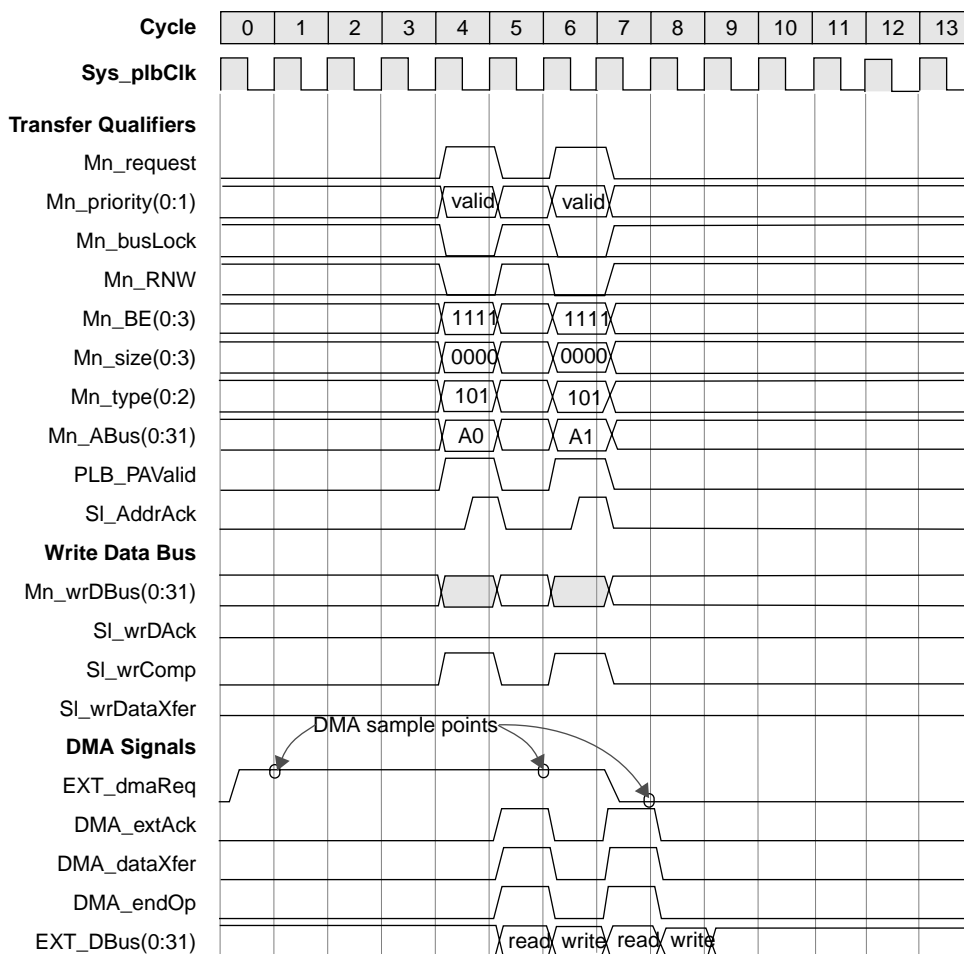 Cycle 0 1 2 3 4 5 6 7 8 9 10 11 12 13
Sys_plbClk
Transfer Qualifiers
Mn_request
Mn_priority(0:1) valid valid
Mn_busLock
Mn_RNW
Mn_BE(0:3) 1111 1111
Mn_size(0:3) 0000 0000
Mn_type(0:2) 101 101
Mn_ABus(0:31) A0 A1
PLB_PAValid
Sl_AddrAck
Write Data Bus
Mn_wrDBus(0:31)
Sl_wrDAck
Sl_wrComp
Sl_wrDataXfer
DMA sample points
DMA Signals
EXT_dmaReq
DMA_extAck
DMA_dataXfer
DMA_endOp
EXT_DBus(0:31) read write read write